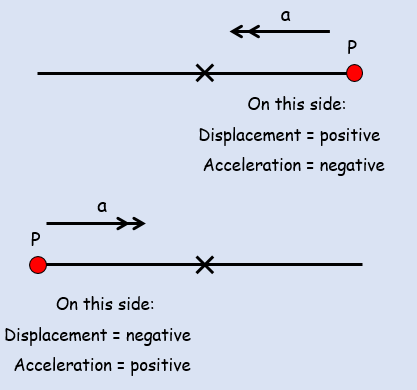 a
P
On this side:
Displacement = positive
Acceleration = negative
a
P
On this side:
Displacement = negative
Acceleration = positive